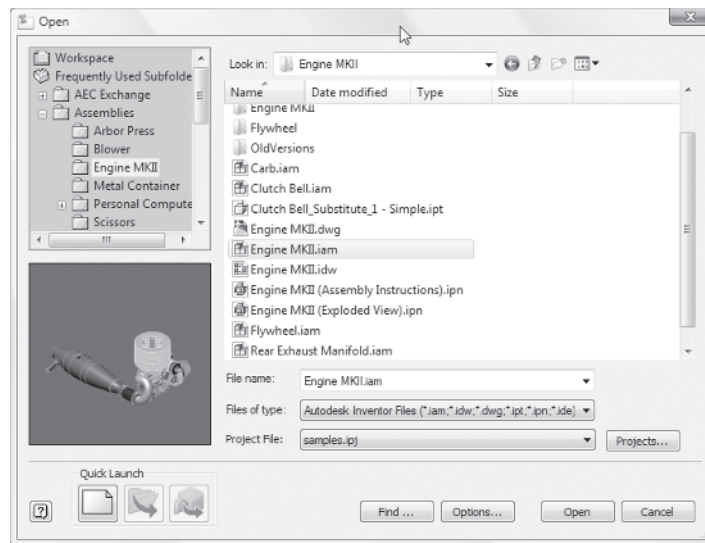 Open
Workspace
Frequently Used Subfolde
AEC Exchange
Assemblies
Arbor Press
Blower
Engine MKII
Metal Container
Personal Compute
Scissors
Look in: Engine MKII
Name Date modified Type Size
Engine MKII
Flywheel
OldVersions
Carb.iam
Clutch Bell.iam
Clutch Bell_Substitute_1 - Simple.ipt
Engine MKII.dwg
Engine MKII.iam
Engine MKII.idw
Engine MKII (Assembly Instructions).ipn
Engine MKII (Exploded View).ipn
Flywheel.iam
Rear Exhaust Manifold.iam
File name: Engine MKII.iam
Files of type: Autodesk Inventor Files (*.iam;*.idw;*.dwg;*.ipt;*.ipn;*.ide)
Project File: samples.ipj Projects...
Quick Launch
Find ... Options... Open Cancel